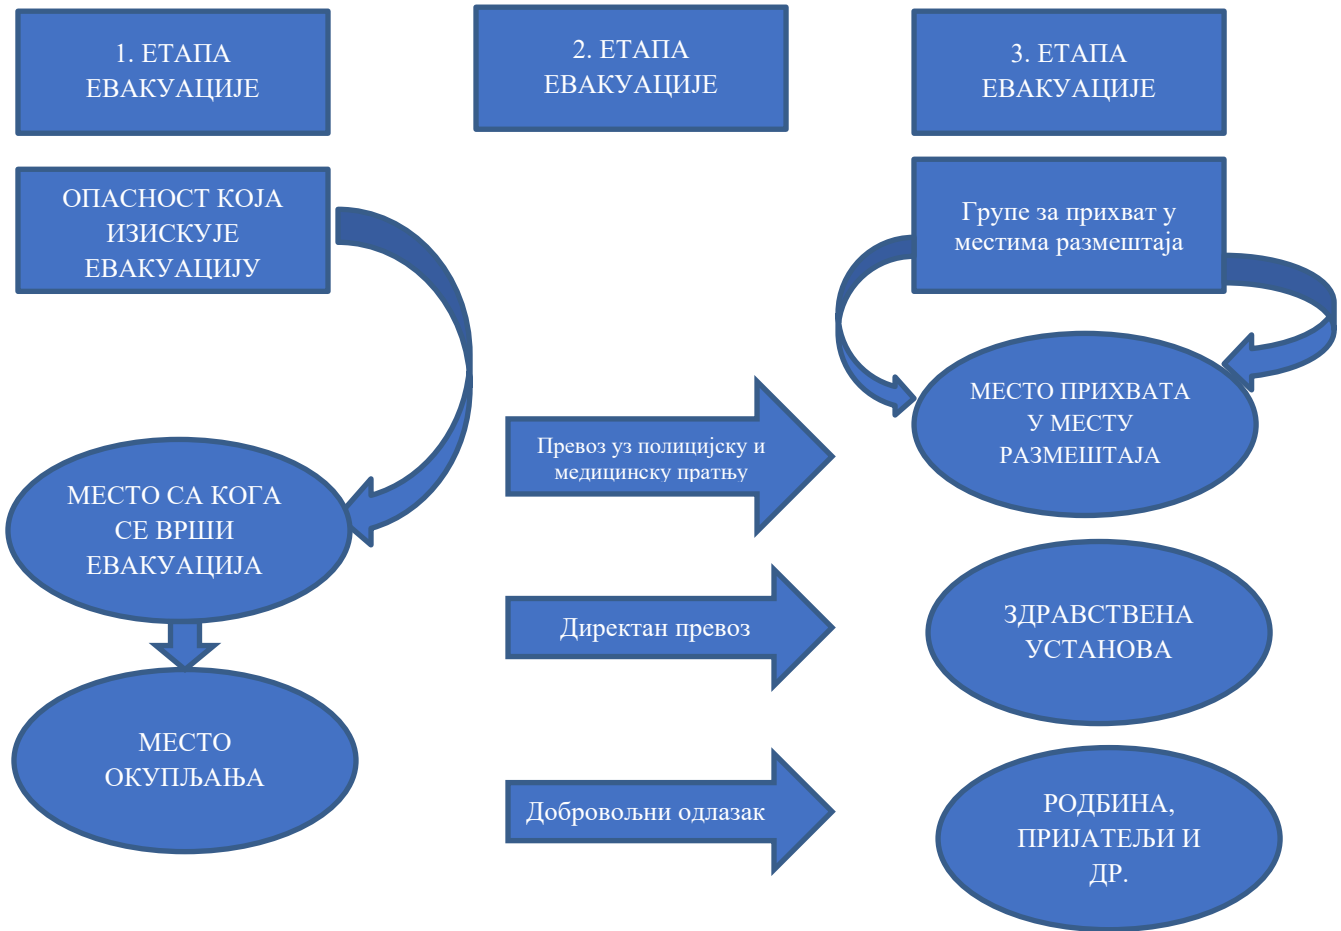 1. ЕТАПА
ЕВАКУАЦИЈЕ
2. ЕТАПА
ЕВАКУАЦИЈЕ
3. ЕТАПА
ЕВАКУАЦИЈЕ
ОПАСНОСТ КОЈА
ИЗИСКУЈЕ
ЕВАКУАЦИЈУ
МЕСТО СА КОГА
СЕ ВРШИ
ЕВАКУАЦИЈА
МЕСТО
ОКУПЉАЊА
Превоз уз полицијску и
медицинску пратњу
Директан превоз
Добровољни одлазак
Групе за прихват у
местима размештаја
МЕСТО ПРИХВАТА
У МЕСТУ
РАЗМЕШТАЈА
ЗДРАВСТВЕНА
УСТАНОВА
РОДБИНА,
ПРИЈАТЕЉИ И
ДР.